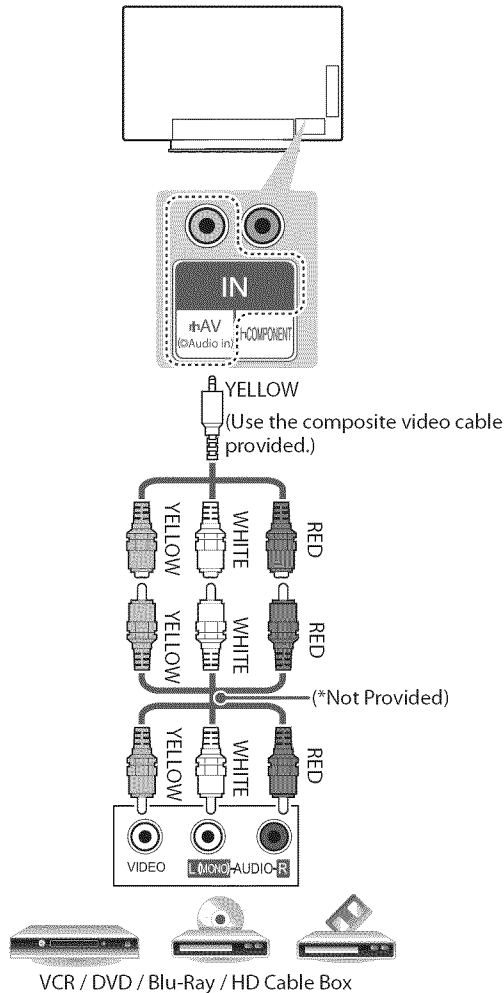 IN
AV
(Audio in)
COMPONENT
YELLOW
(Use the composite video cable
provided.)
YELLOW
WHITE
RED
YELLOW
WHITE
RED
(*Not Provided)
YELLOW
WHITE
RED
VIDEO
L(MONO)-AUDIO-R
VCR / DVD / Blu-Ray / HD Cable Box